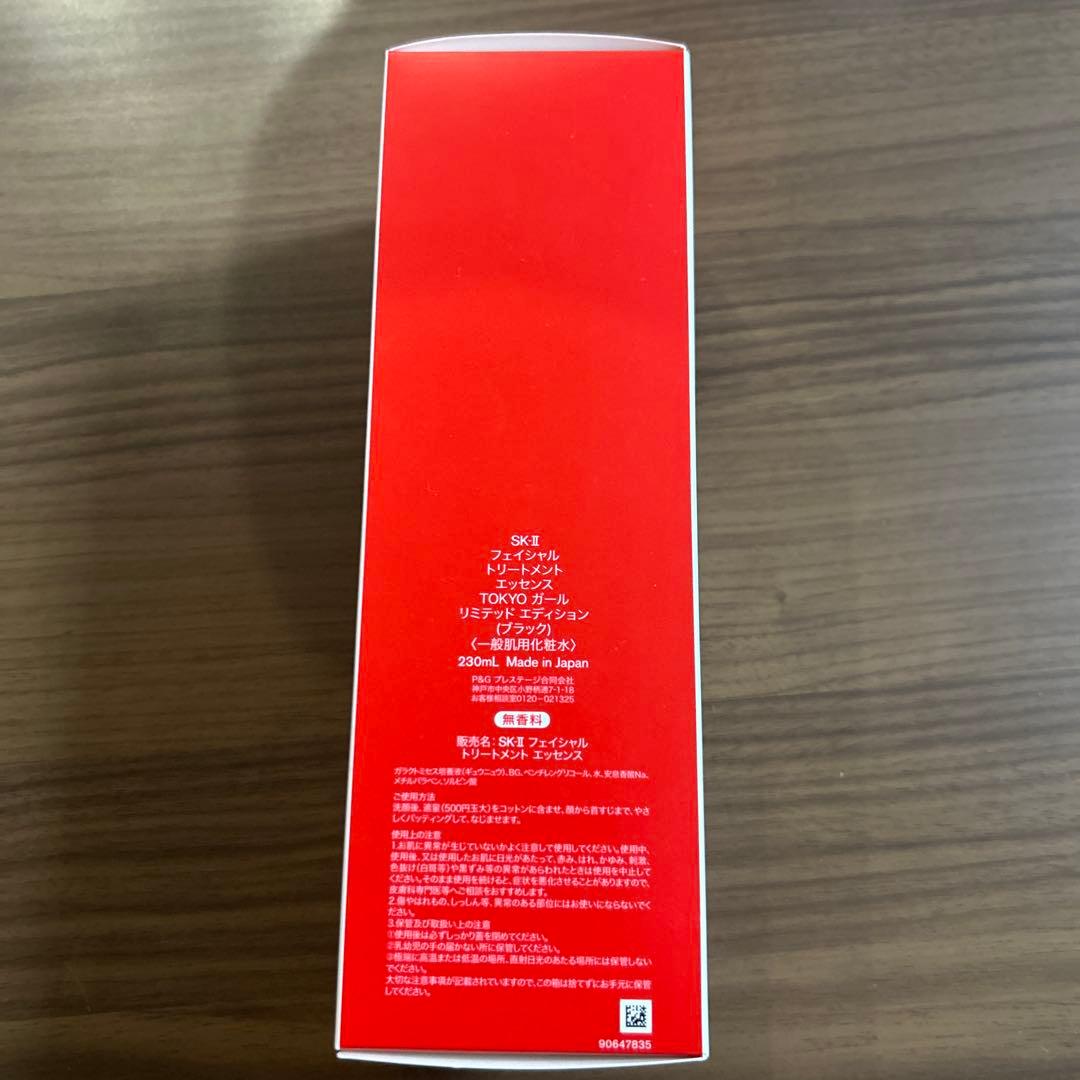 SK-II
フェイシャル
トリートメント
エッセンス
TOKYO ガール
リミテッド エディション
(ブラック)
〈一般肌用化粧水〉
230mL Made in Japan
P&G プレステージ合同会社
神戸市中央区小野柄通7-1-18
お客様相談室0120-021325
無香料
販売名：SK-II フェイシャル
トリートメント エッセンス
ガラクトミセス培養液(ギュウニュウ)、BG、ペンチレングリコール、水、安息香酸Na、
メチルパラベン、ソルビン酸
ご使用方法
洗顔後、適量(500円玉大)をコットンに含ませ、顔から首すじまで、やさ
しくパッティングして、なじませます。
使用上の注意
1.お肌に異常が生じていないかよく注意して使用してください。使用中、
使用後、又は使用したお肌に日光があたって、赤み、はれ、かゆみ、刺激、
色抜け(白斑等)や黒ずみ等の異常があらわれたときは使用を中止して
ください。そのまま使用を続けると、症状を悪化させることがありますので、
皮膚科専門医等へご相談をおすすめします。
2.傷やはれもの、しっしん等、異常のある部位にはお使いにならないでく
ださい。
3.保管及び取扱い上の注意
①使用後は必ずしっかり蓋を閉めてください。
②乳幼児の手の届かない所に保管してください。
③極端に高温または低温の場所、直射日光のあたる場所には保管しない
でください。
大切な注意事項が記載されていますので、この箱は捨てずにお手元に保管
してください。
90647835